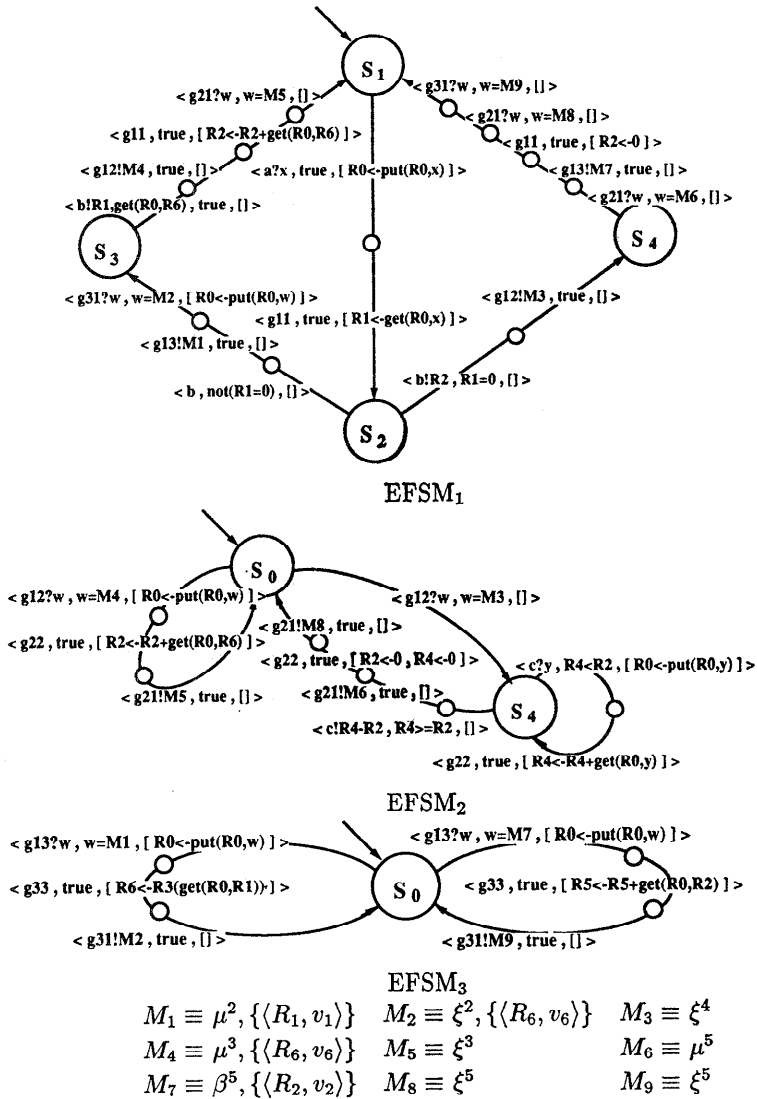 S1
< g21?w , w=M5 , [] >
< g31?w , w=M9 , [] >
< g21?w , w=M8 , [] >
< g11 , true , [ R2<-R2+get(R0,R6) ] >
< g11 , true , [ R2<-0 ] >
< g12!M4 , true , [] >
< a?x , true , [ R0<-put(R0,x) ] >
< g13!M7 , true , [] >
< b!R1,get(R0,R6) , true , [] >
< g21?w , w=M6 , [] >
S3
S4
< g31?w , w=M2 , [ R0<-put(R0,w) ] >
< g12!M3 , true , [] >
< g11 , true , [ R1<-get(R0,x) ] >
< g13!M1 , true , [] >
< b , not(R1=0) , [] >
< b!R2 , R1=0 , [] >
S2
EFSM1
S0
< g12?w , w=M4 , [ R0<-put(R0,w) ] >
< g12?w , w=M3 , [] >
< g21!M8 , true , [] >
< g22 , true , [ R2<-R2+get(R0,R6) ] >
< g22 , true , [ R2<-0 , R4<-0 ] >
< c?y , R4<R2 , [ R0<-put(R0,y) ] >
< g21!M5 , true , [] >
< g21!M6 , true , [] >
S4
< c!R4-R2 , R4>=R2 , [] >
< g22 , true , [ R4<-R4+get(R0,y) ] >
EFSM2
< g13?w , w=M1 , [ R0<-put(R0,w) ] >
< g13?w , w=M7 , [ R0<-put(R0,w) ] >
< g33 , true , [ R6<-R3(get(R0,R1)) ] >
S0
< g33 , true , [ R5<-R5+get(R0,R2) ] >
< g31!M2 , true , [] >
< g31!M9 , true , [] >
EFSM3
M1 ≡ μ², {⟨R1, v1⟩} M2 ≡ ξ², {⟨R6, v6⟩} M3 ≡ ξ⁴
M4 ≡ μ³, {⟨R6, v6⟩} M5 ≡ ξ³ M6 ≡ μ⁵
M7 ≡ β⁵, {⟨R2, v2⟩} M8 ≡ ξ⁵ M9 ≡ ξ⁵